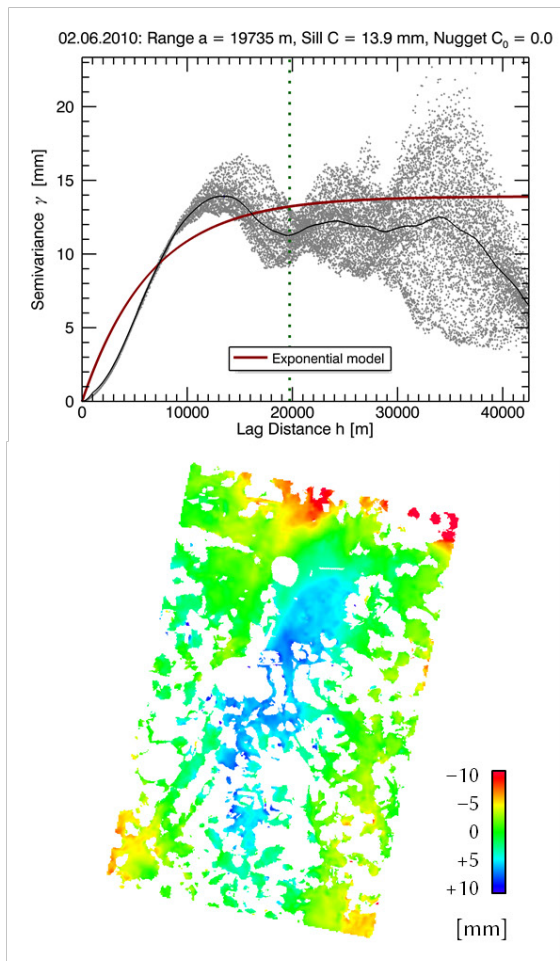 02.06.2010: Range a = 19735 m, Sill C = 13.9 mm, Nugget C₀ = 0.0
20
15
10
5
0
Semivariance γ [mm]
Exponential model
0 10000 20000 30000 40000
Lag Distance h [m]
−10
−5
0
+5
+10
[mm]